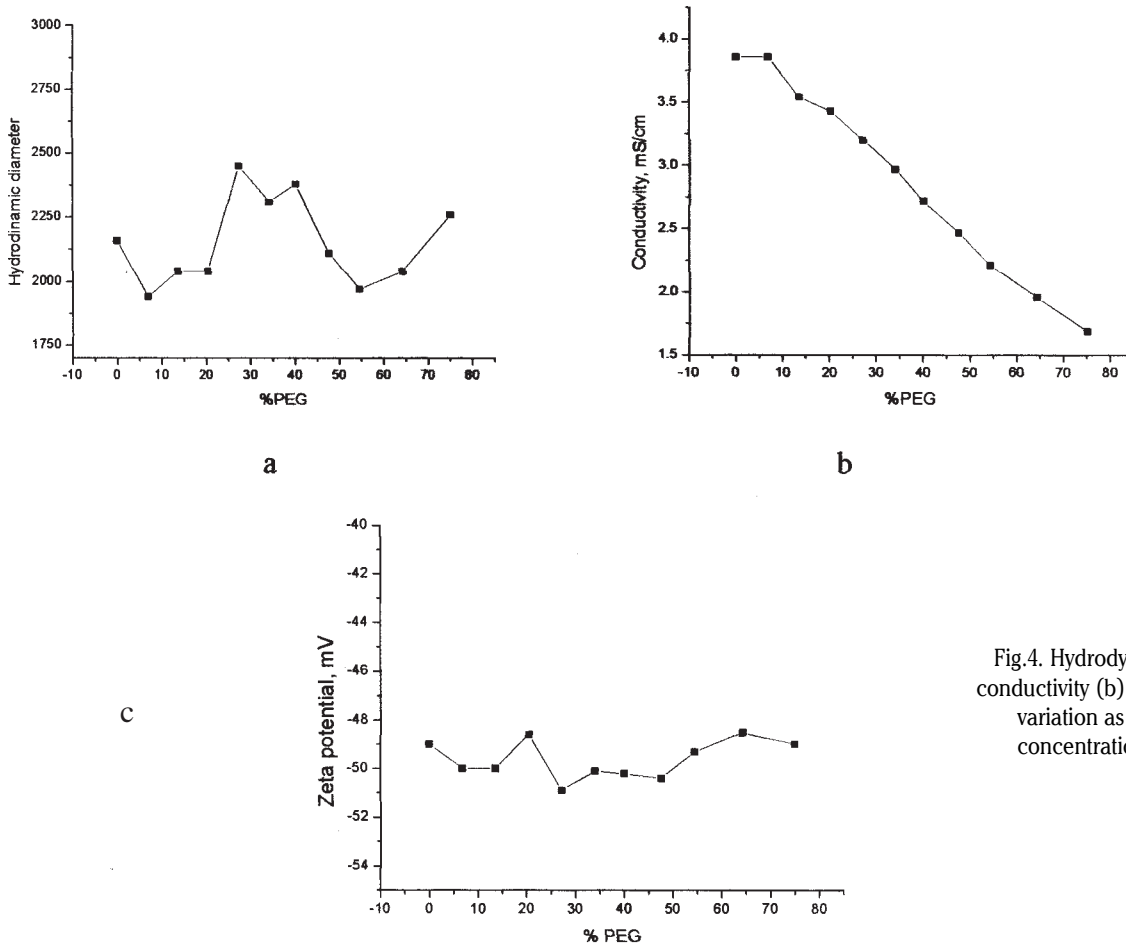 3000
2750
2500
2250
2000
1750
Hydrodinamic diameter
-10 0 10 20 30 40 50 60 70 80
%PEG
a
4.0
3.5
3.0
2.5
2.0
1.5
Conductivity, mS/cm
-10 0 10 20 30 40 50 60 70 80
%PEG
b
-40
-42
-44
-46
-48
-50
-52
-54
Zeta potential, mV
-10 0 10 20 30 40 50 60 70 80
% PEG
c
Fig.4. Hydrody
conductivity (b)
variation as
concentratio